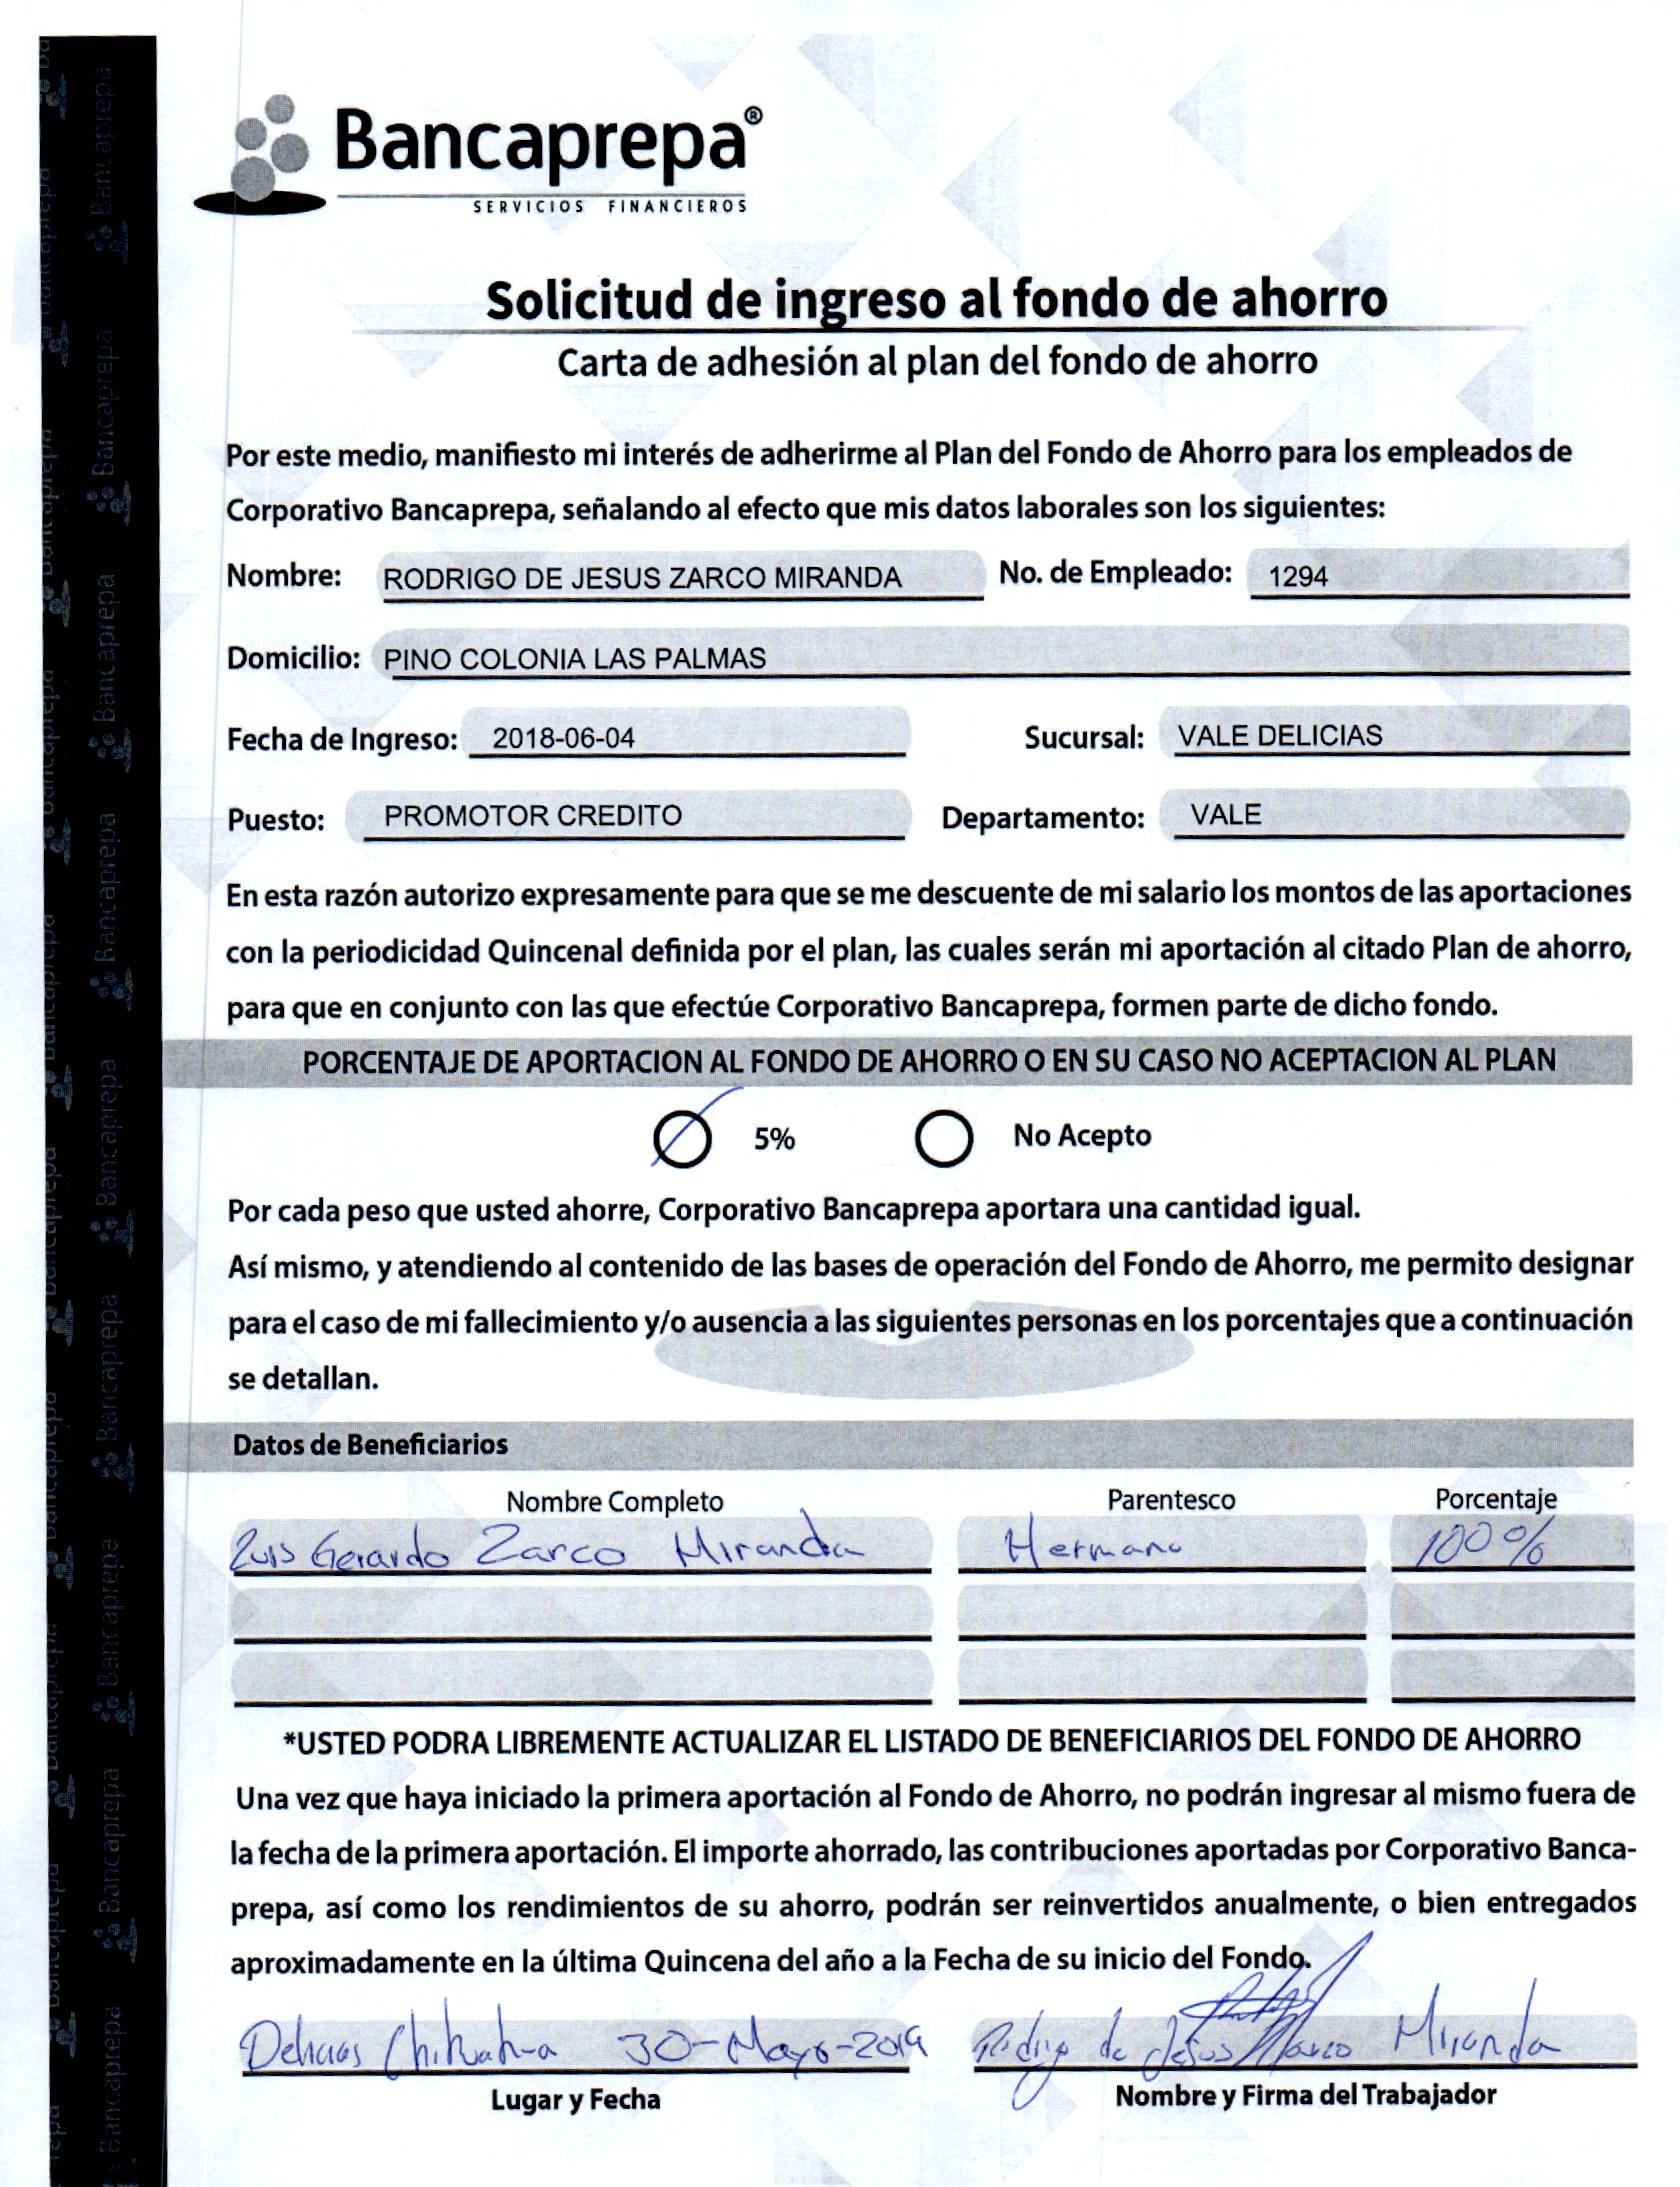 Bancaprepa®
SERVICIOS FINANCIEROS
Solicitud de ingreso al fondo de ahorro
Carta de adhesión al plan del fondo de ahorro
Por este medio, manifiesto mi interés de adherirme al Plan del Fondo de Ahorro para los empleados de
Corporativo Bancaprepa, señalando al efecto que mis datos laborales son los siguientes:
Nombre: RODRIGO DE JESUS ZARCO MIRANDA No. de Empleado: 1294
Domicilio: PINO COLONIA LAS PALMAS
Fecha de Ingreso: 2018-06-04 Sucursal: VALE DELICIAS
Puesto: PROMOTOR CREDITO Departamento: VALE
En esta razón autorizo expresamente para que se me descuente de mi salario los montos de las aportaciones
con la periodicidad Quincenal definida por el plan, las cuales serán mi aportación al citado Plan de ahorro,
para que en conjunto con las que efectúe Corporativo Bancaprepa, formen parte de dicho fondo.
PORCENTAJE DE APORTACION AL FONDO DE AHORRO O EN SU CASO NO ACEPTACION AL PLAN
5% No Acepto
Por cada peso que usted ahorre, Corporativo Bancaprepa aportara una cantidad igual.
Así mismo, y atendiendo al contenido de las bases de operación del Fondo de Ahorro, me permito designar
para el caso de mi fallecimiento y/o ausencia a las siguientes personas en los porcentajes que a continuación
se detallan.
Datos de Beneficiarios
Nombre Completo Parentesco Porcentaje
Luis Gerardo Zarco Miranda Hermano 100%
*USTED PODRA LIBREMENTE ACTUALIZAR EL LISTADO DE BENEFICIARIOS DEL FONDO DE AHORRO
Una vez que haya iniciado la primera aportación al Fondo de Ahorro, no podrán ingresar al mismo fuera de
la fecha de la primera aportación. El importe ahorrado, las contribuciones aportadas por Corporativo Banca-
prepa, así como los rendimientos de su ahorro, podrán ser reinvertidos anualmente, o bien entregados
aproximadamente en la última Quincena del año a la Fecha de su inicio del Fondo.
Delicias Chihuahua 30-Mayo-2019 Rodrigo de Jesus Zarco Miranda
Lugar y Fecha Nombre y Firma del Trabajador